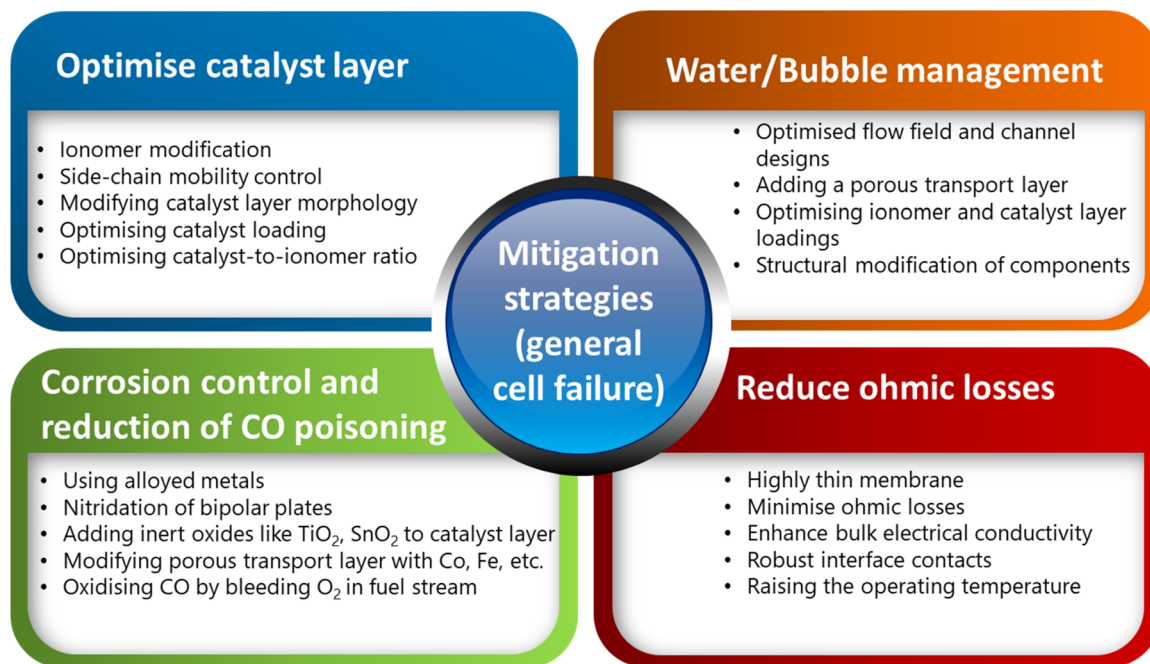 Optimise catalyst layer
• Ionomer modification
• Side-chain mobility control
• Modifying catalyst layer morphology
• Optimising catalyst loading
• Optimising catalyst-to-ionomer ratio
Water/Bubble management
• Optimised flow field and channel
designs
• Adding a porous transport layer
• Optimising ionomer and catalyst layer
loadings
• Structural modification of components
Mitigation
strategies
(general
cell failure)
Corrosion control and
reduction of CO poisoning
• Using alloyed metals
• Nitridation of bipolar plates
• Adding inert oxides like TiO₂, SnO₂ to catalyst layer
• Modifying porous transport layer with Co, Fe, etc.
• Oxidising CO by bleeding O₂ in fuel stream
Reduce ohmic losses
• Highly thin membrane
• Minimise ohmic losses
• Enhance bulk electrical conductivity
• Robust interface contacts
• Raising the operating temperature